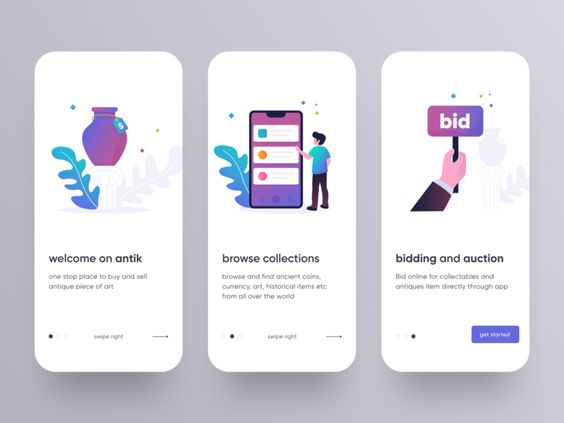 $
welcome on antik
one stop place to buy and sell
antique piece of art
swipe right
browse collections
browse and find ancient coins,
currency, art, historical items etc
from all over the world
swipe right
bid
bidding and auction
Bid online for collectables and
antiques item directly through app
get started